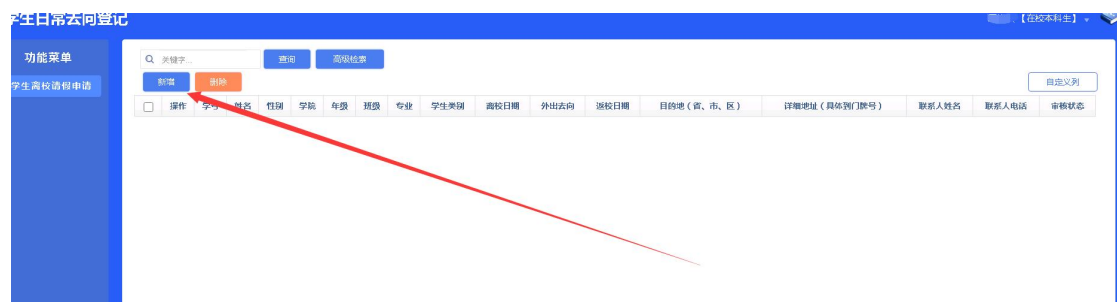 学生日常去向登记
【在校本科生】
功能菜单
学生离校请假申请
关键字...
查询
高级检索
新增
删除
自定义列
操作 学号 姓名 性别 学院 年级 班级 专业 学生类别 离校日期 外出去向 返校日期 目的地（省、市、区） 详细地址（具体到门牌号） 联系人姓名 联系人电话 审核状态